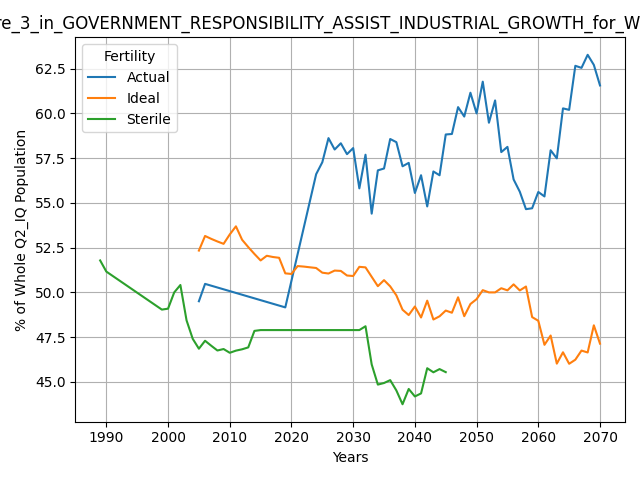 re_3_in_GOVERNMENT_RESPONSIBILITY_ASSIST_INDUSTRIAL_GROWTH_for_W
Fertility
Actual
Ideal
Sterile
% of Whole Q2_IQ Population
62.5
60.0
57.5
55.0
52.5
50.0
47.5
45.0
1990 2000 2010 2020 2030 2040 2050 2060 2070
Years